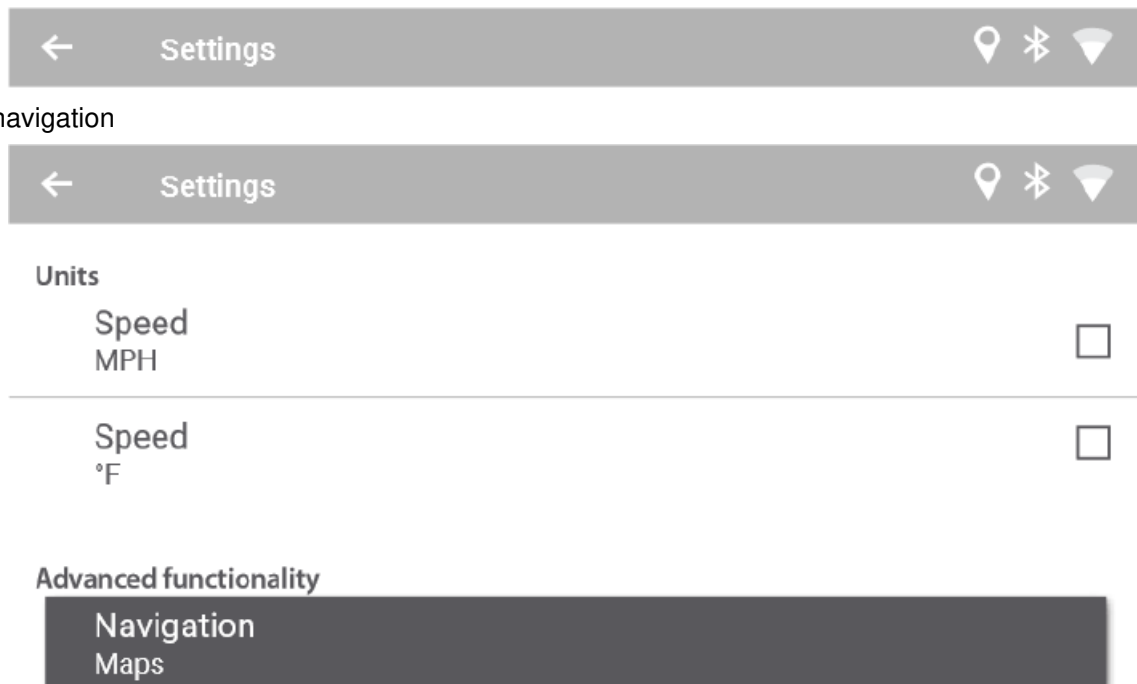 Settings
navigation
Settings
Units
Speed
MPH
Speed
°F
Advanced functionality
Navigation
Maps